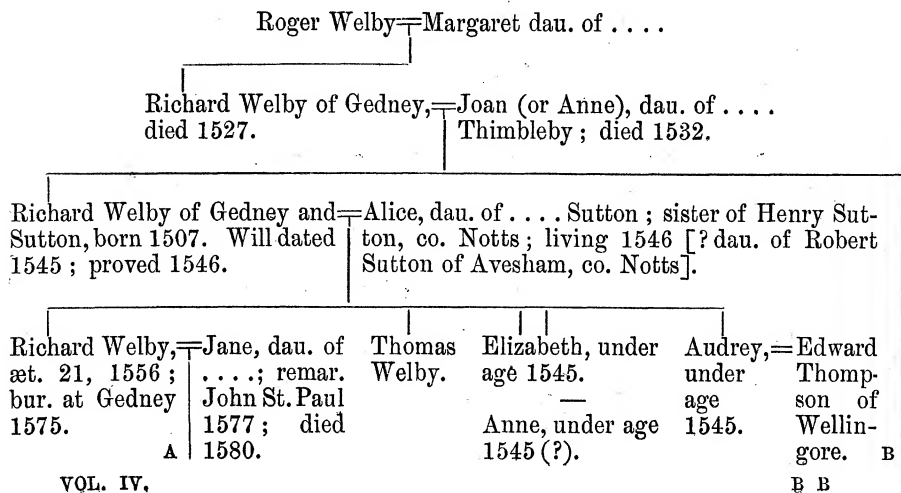 Roger Welby=Margaret dau. of . . . .
Richard Welby of Gedney,=Joan (or Anne), dau. of . . . .
died 1527.
Thimbleby ; died 1532.
Richard Welby of Gedney and=Alice, dau. of . . . . Sutton ; sister of Henry Sut-
Sutton, born 1507. Will dated
1545 ; proved 1546.
ton, co. Notts ; living 1546 [? dau. of Robert
Sutton of Avesham, co. Notts].
Richard Welby,=
æt. 21, 1556 ;
bur. at Gedney
1575.
A
Jane, dau. of
. . . .; remar.
John St. Paul
1577 ; died
1580.
Thomas
Welby.
Elizabeth, under
age 1545.
—
Anne, under age
1545 (?).
Audrey,=
under
age
1545.
Edward
Thomp-
son of
Wellin-
gore. B
VOL. IV.
B B